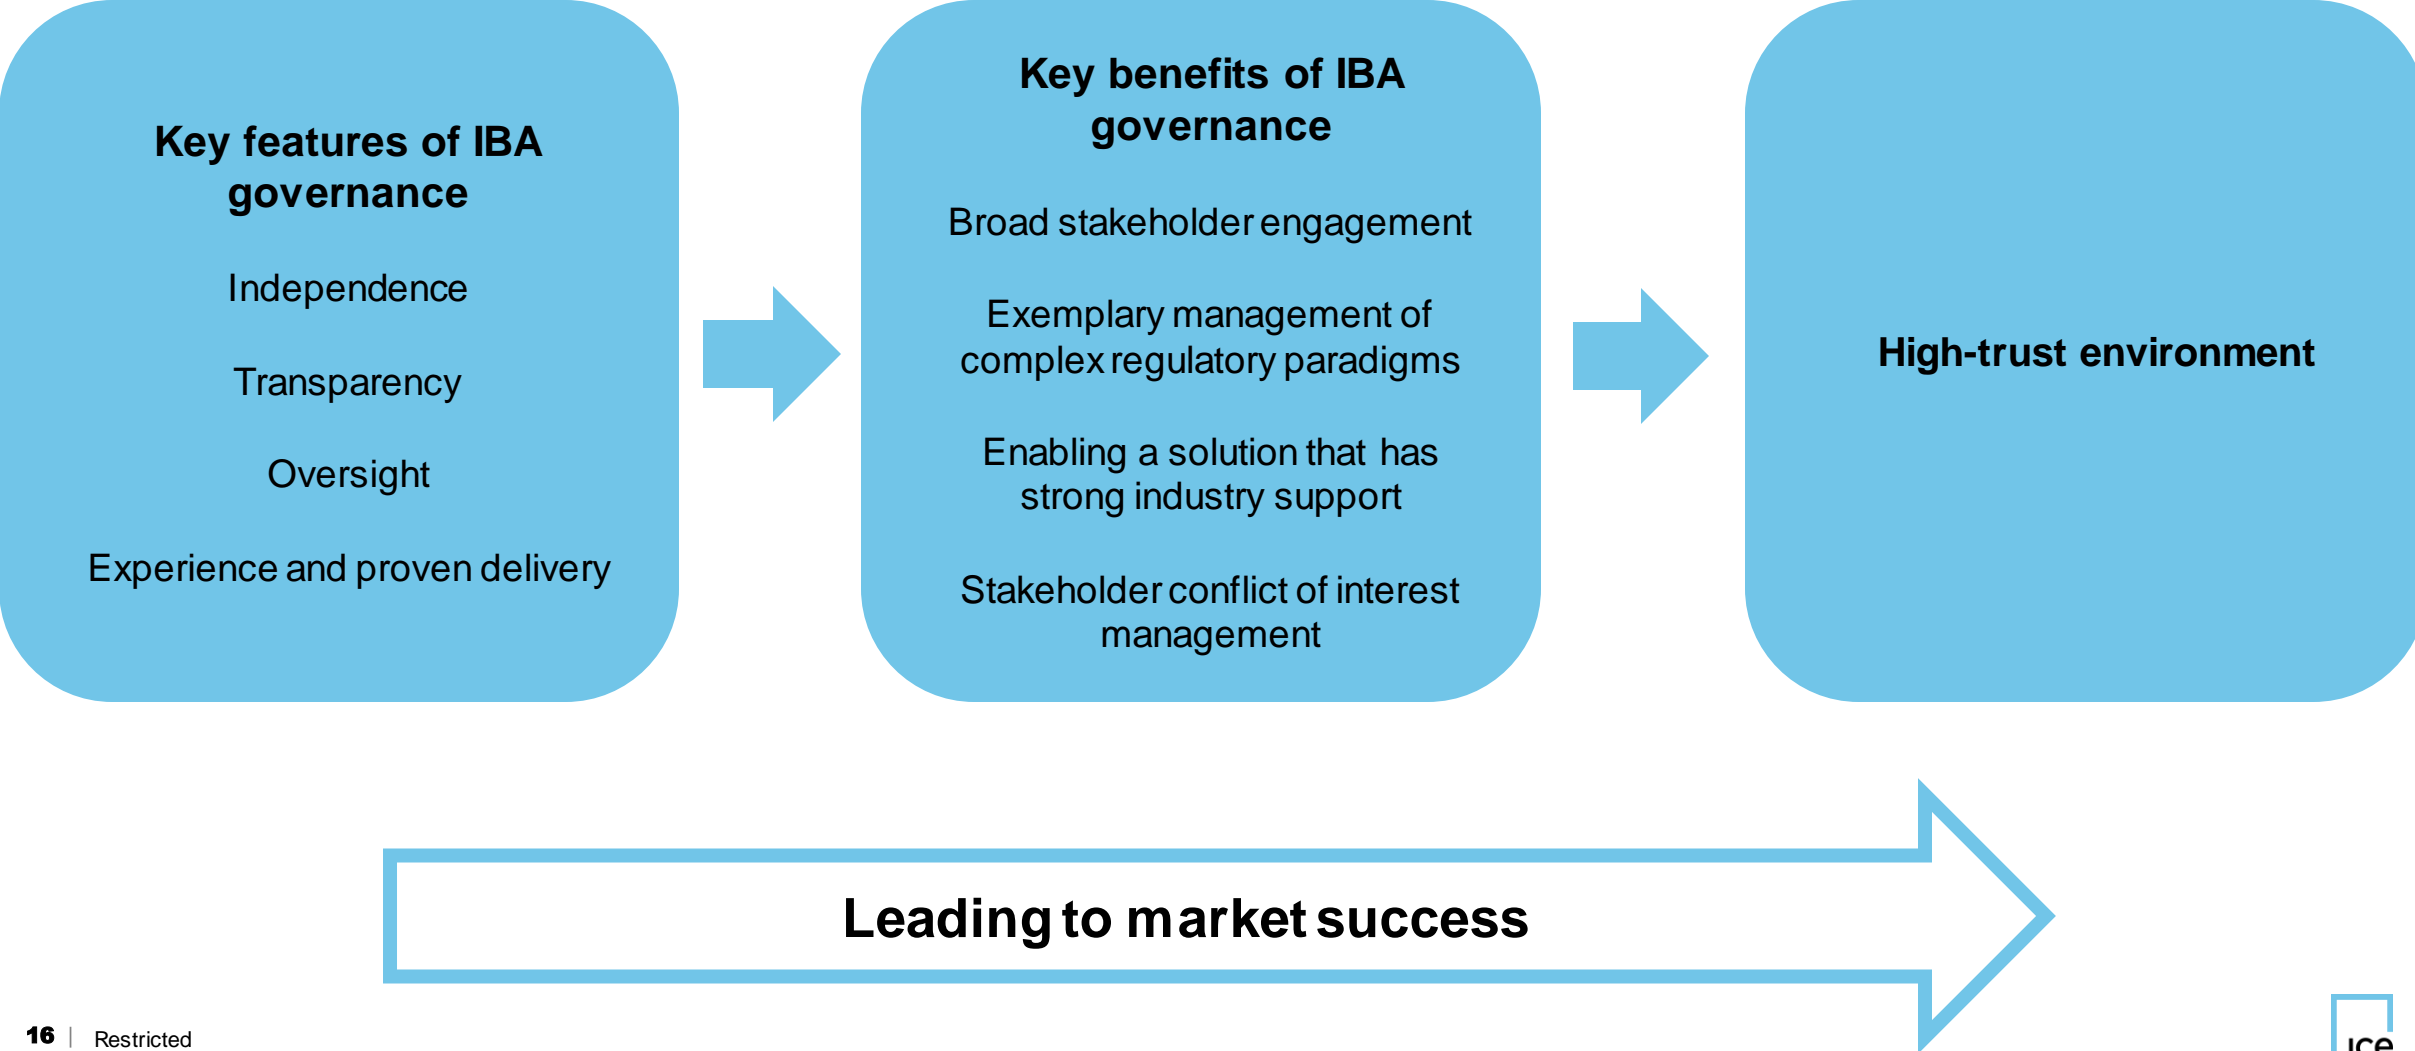 Key features of IBA
governance
Independence
Transparency
Oversight
Experience and proven delivery
Key benefits of IBA
governance
Broad stakeholder engagement
Exemplary management of
complex regulatory paradigms
Enabling a solution that has
strong industry support
Stakeholder conflict of interest
management
High-trust environment
Leading to market success
16 | Restricted
ice